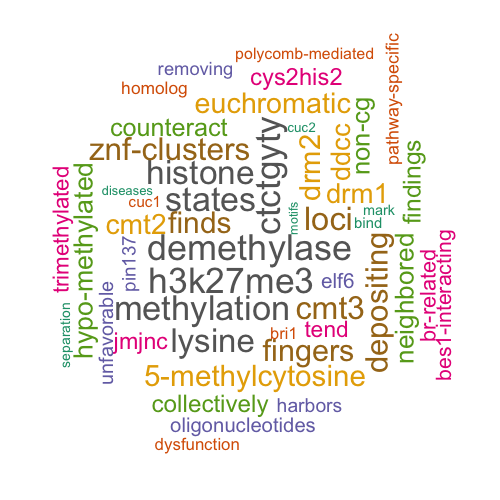 polycomb-mediated
pathway-specific
removing
cys2his2
homolog
euchromatic
non-cg
counteract
cuc2
ddcc
znf-clusters
drm2
ctctgyty
histone
findings
trimethylated
hypo-methylated
diseases
states
drm1
cuc1
motifs
mark
cmt2
finds
loci
bind
demethylase
depositing
neighbored
br-related
bes1-interacting
pin137
h3k27me3
elf6
unfavorable
methylation
cmt3
separation
jmjnc
lysine
bri1
tend
fingers
5-methylcytosine
collectively
harbors
oligonucleotides
dysfunction